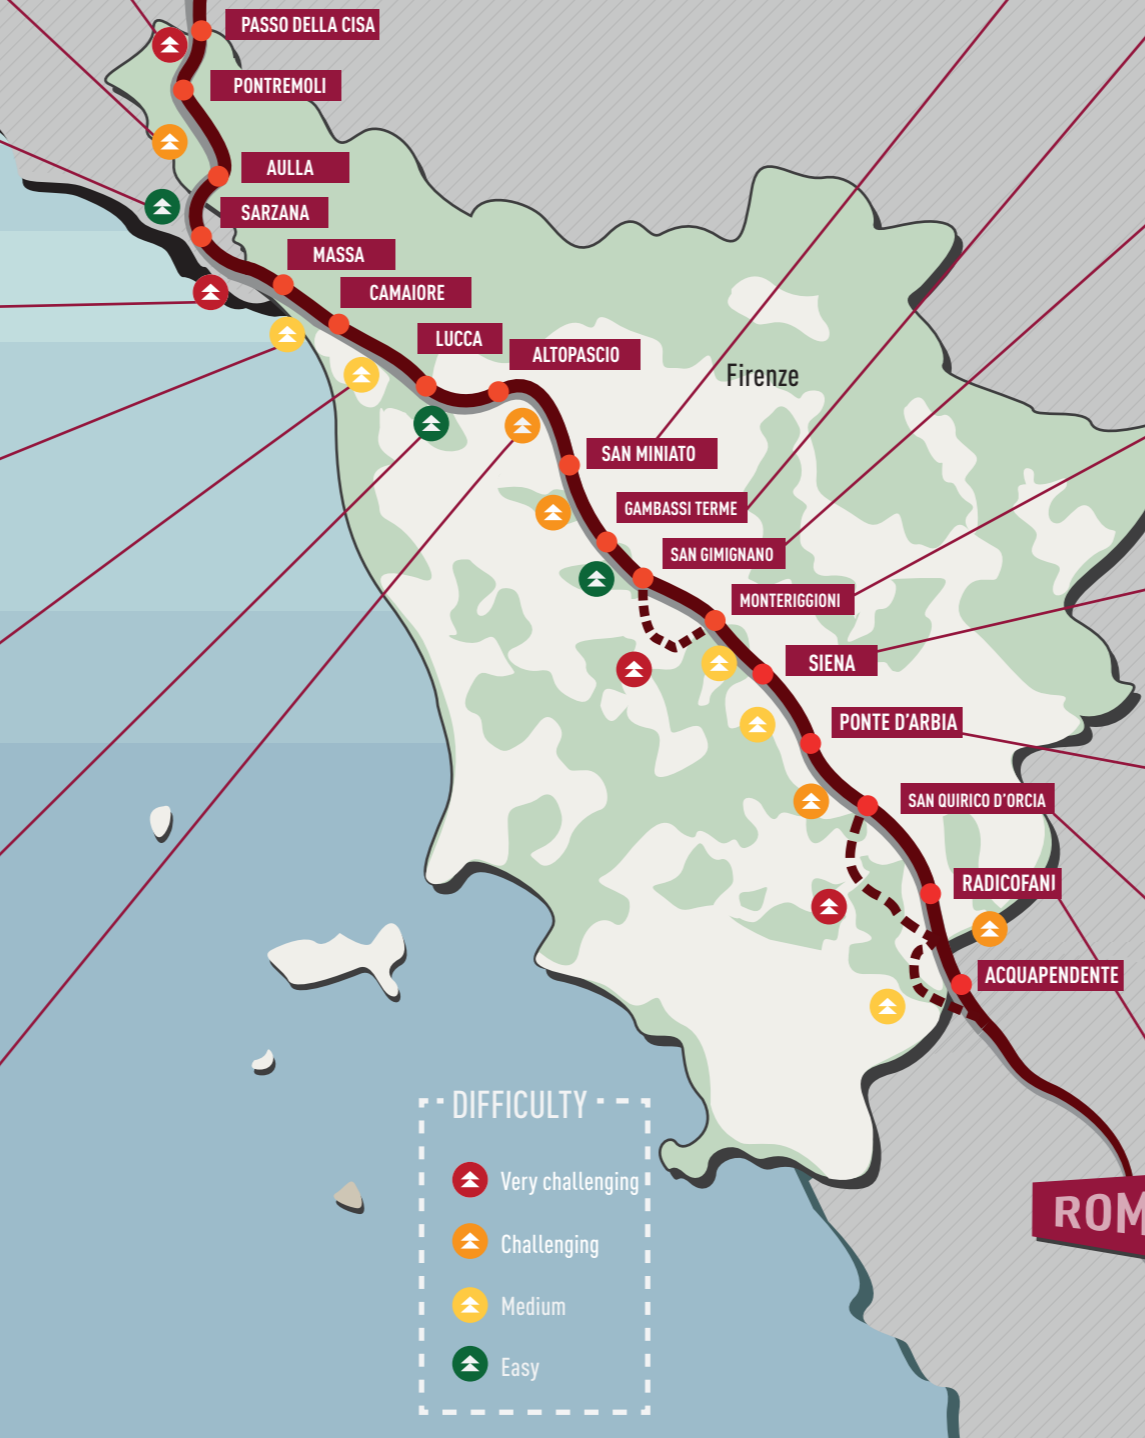 PASSO DELLA CISA
PONTREMOLI
AULLA
SARZANA
MASSA
CAMAIORE
LUCCA
ALTOPASCIO
Firenze
SAN MINIATO
GAMBASSI TERME
SAN GIMIGNANO
MONTERIGGIONI
SIENA
PONTE D'ARBIA
SAN QUIRICO D'ORCIA
RADICOFANI
ACQUAPENDENTE
DIFFICULTY
Very challenging
Challenging
Medium
Easy
ROM